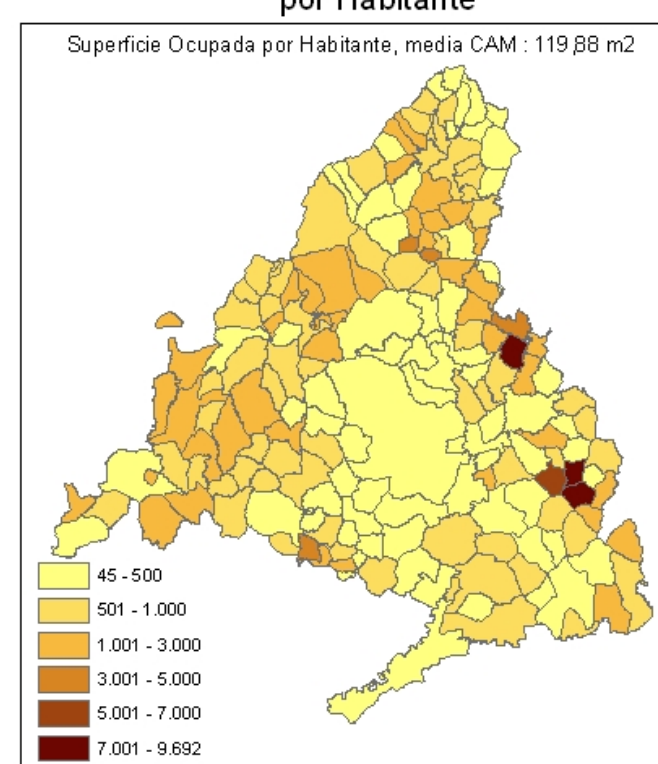 por Habitante
Superficie Ocupada por Habitante, media CAM : 119,88 m2
45 - 500
501 - 1.000
1.001 - 3.000
3.001 - 5.000
5.001 - 7.000
7.001 - 9.692